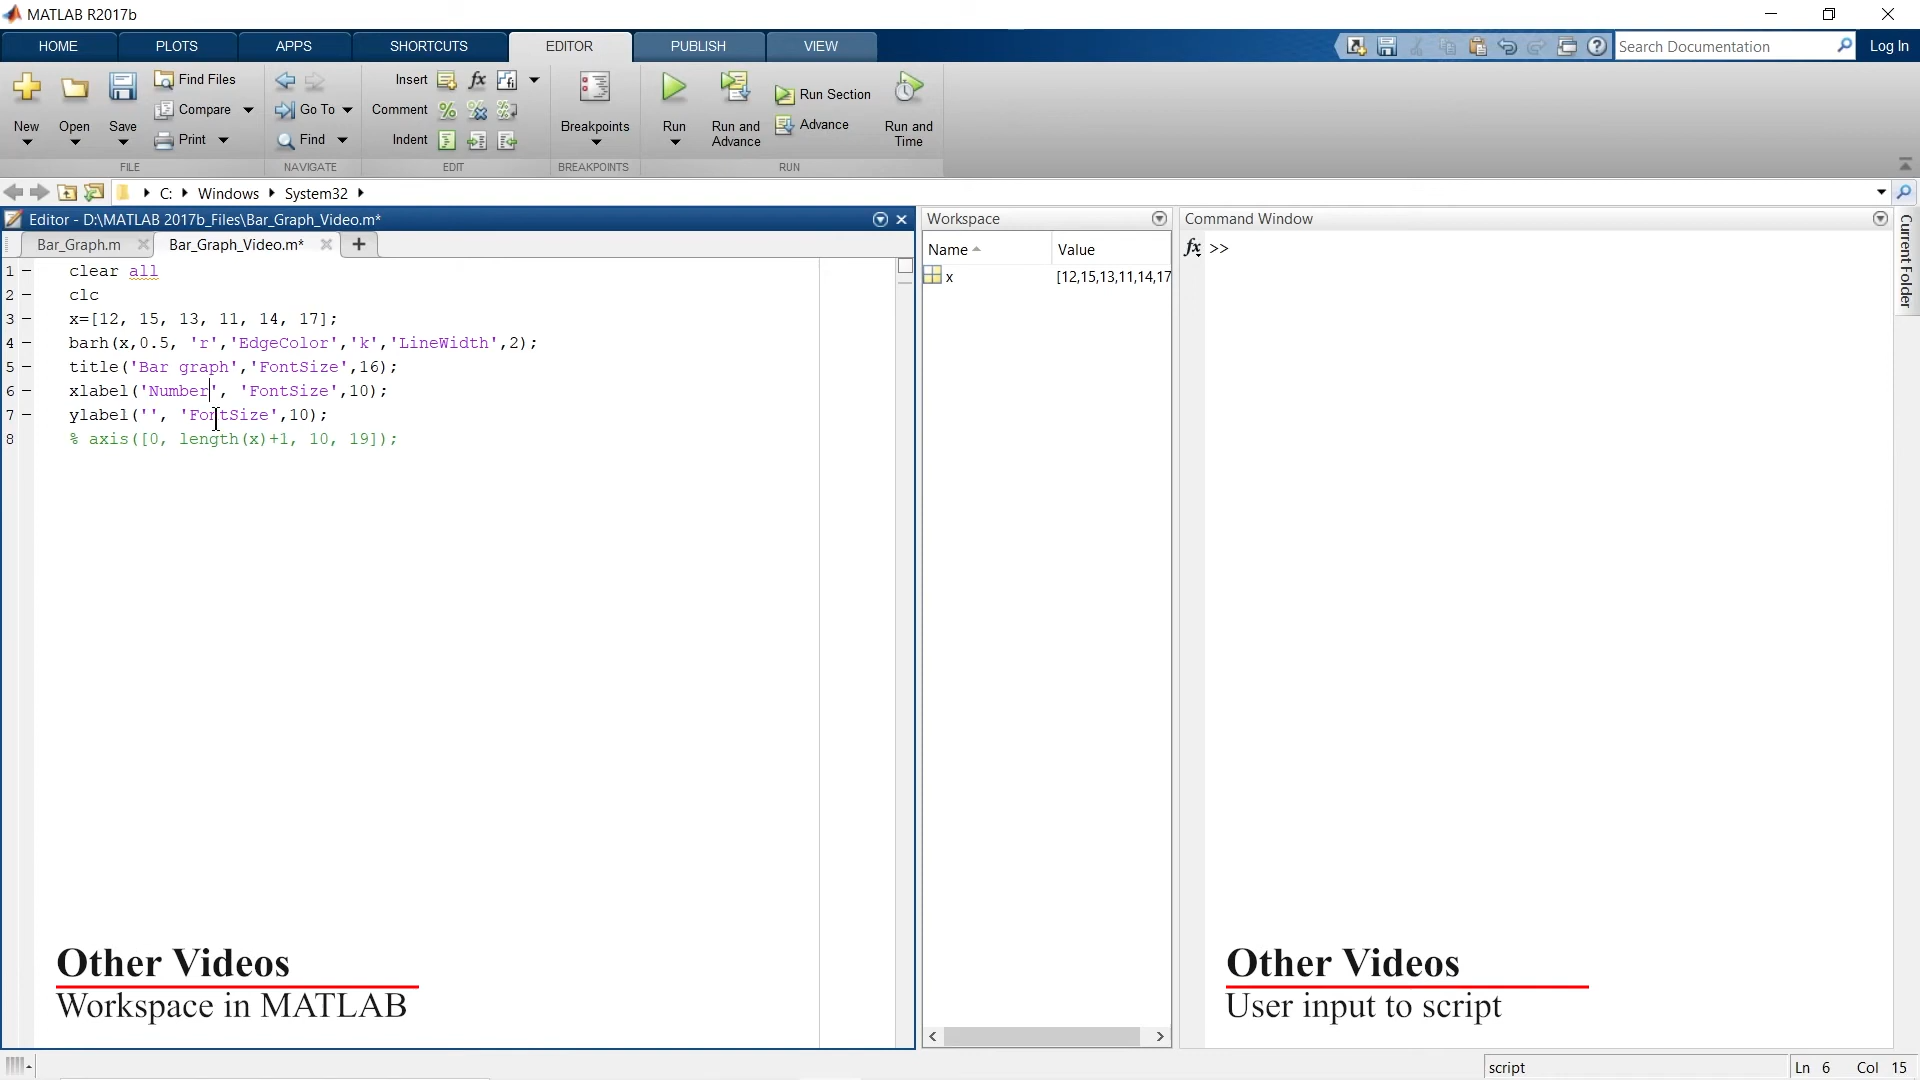 MATLAB R2017b
HOME PLOTS APPS SHORTCUTS EDITOR PUBLISH VIEW Search Documentation Log In
New Open Save Find Files Compare Print
FILE
Go To Find
NAVIGATE
Insert fx
Comment
Indent
EDIT
Breakpoints
BREAKPOINTS
Run Run and Advance Run Section Advance Run and Time
RUN
C: Windows System32
Editor - D:\MATLAB 2017b_Files\Bar_Graph_Video.m*
Bar_Graph.m Bar_Graph_Video.m*
1 clear all
2 clc
3 x=[12, 15, 13, 11, 14, 17];
4 barh(x,0.5, 'r','EdgeColor','k','LineWidth',2);
5 title('Bar graph','FontSize',16);
6 xlabel('Number', 'FontSize',10);
7 ylabel('', 'FontSize',10);
8 % axis([0, length(x)+1, 10, 19]);
Other Videos
Workspace in MATLAB
Workspace
Name Value
x [12,15,13,11,14,17
Command Window
fx >>
Current Folder
Other Videos
User input to script
script Ln 6 Col 15